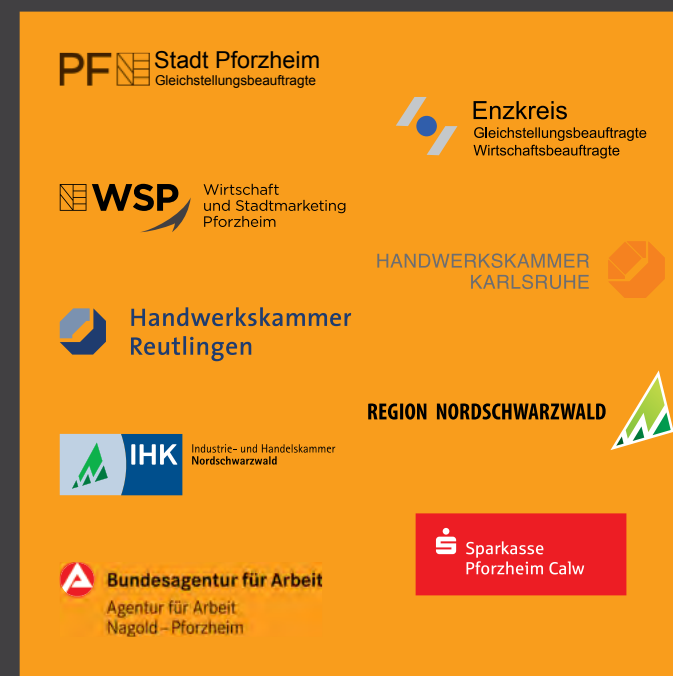 PF Stadt Pforzheim
Gleichstellungsbeauftragte
Enzkreis
Gleichstellungsbeauftragte
Wirtschaftsbeauftragte
WSP Wirtschaft
und Stadtmarketing
Pforzheim
HANDWERKSKAMMER
KARLSRUHE
Handwerkskammer
Reutlingen
REGION NORDSCHWARZWALD
IHK Industrie- und Handelskammer
Nordschwarzwald
Sparkasse
Pforzheim Calw
Bundesagentur für Arbeit
Agentur für Arbeit
Nagold – Pforzheim